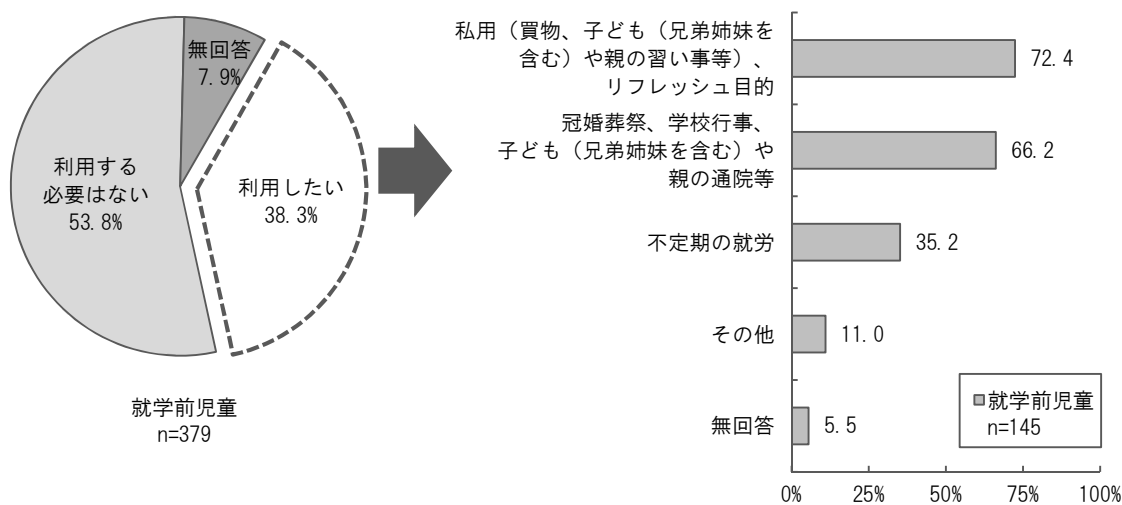 無回答
7.9%
利用する
必要はない
53.8%
利用したい
38.3%
就学前児童
n=379
私用（買物、子ども（兄弟姉妹を
含む）や親の習い事等）、
リフレッシュ目的
72.4
冠婚葬祭、学校行事、
子ども（兄弟姉妹を含む）や
親の通院等
66.2
不定期の就労
35.2
その他
11.0
無回答
5.5
就学前児童
n=145
0% 25% 50% 75% 100%